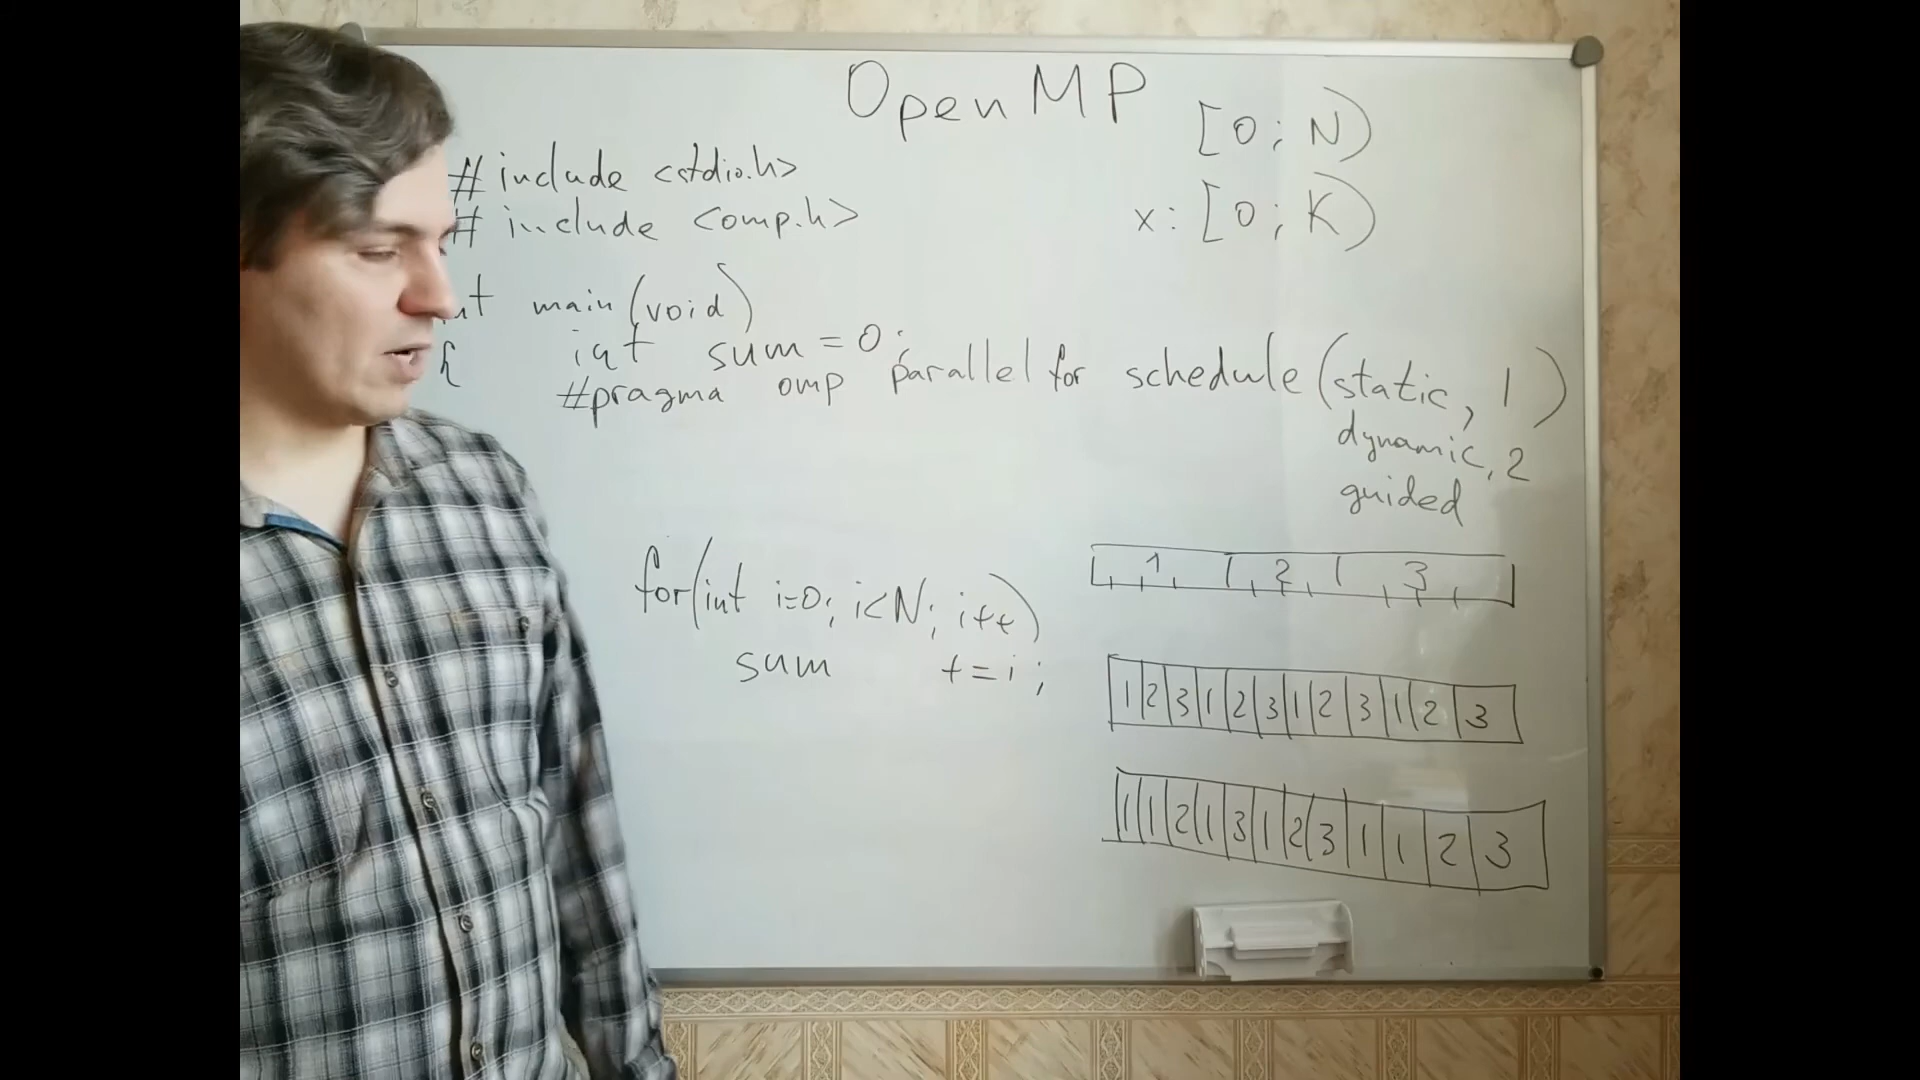 OpenMP
[0; N)
x: [0; K)
#include <stdio.h>
#include <omp.h>
int main(void)
{ int sum = 0;
#pragma omp parallel for schedule (static, 1)
dynamic, 2
guided
for(int i=0; i<N; i++)
sum += i;
1 2 3
1 2 3 1 2 3 1 2 3 1 2 3
1 1 2 1 3 1 2 3 1 1 2 3